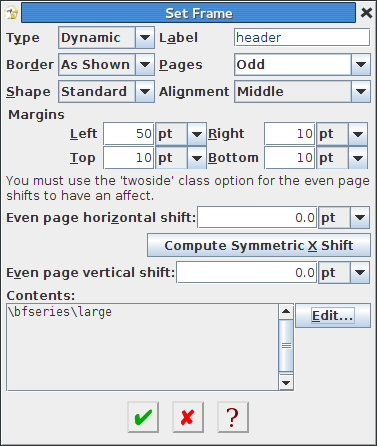 Set Frame
Type Dynamic Label header
Border As Shown Pages Odd
Shape Standard Alignment Middle
Margins
Left 50 pt Right 10 pt
Top 10 pt Bottom 10 pt
You must use the 'twoside' class option for the even page
shifts to have an affect.
Even page horizontal shift: 0.0 pt
Compute Symmetric X Shift
Even page vertical shift: 0.0 pt
Contents:
\bfseries\large
Edit...
?